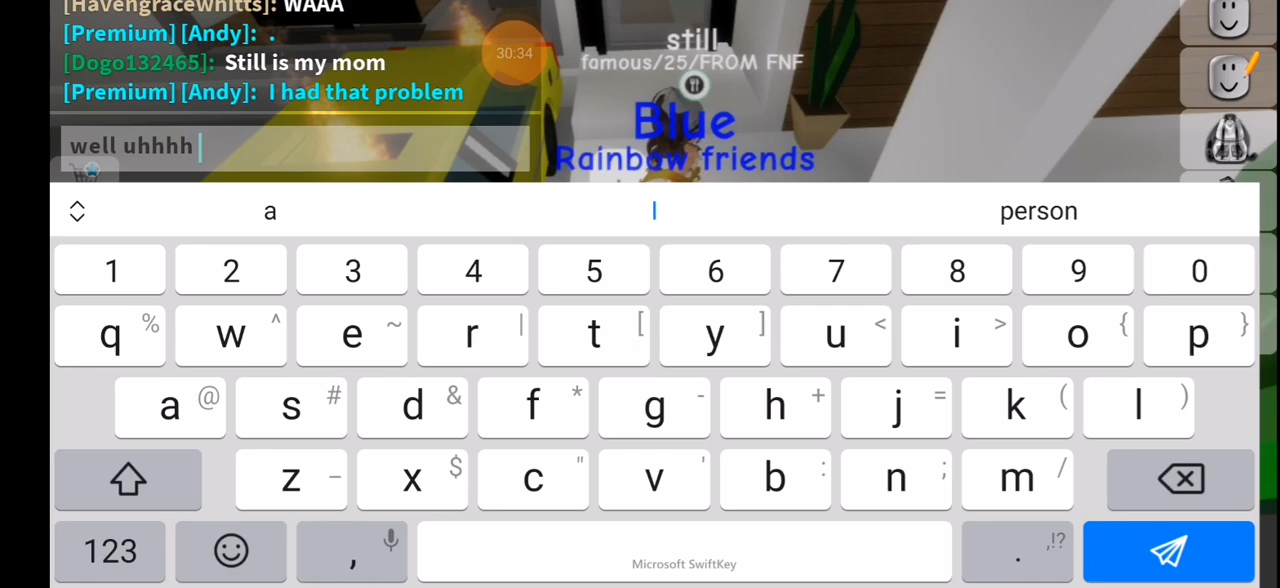 [Havengracewhitts]: WAAA
[Premium] [Andy]: .
[Dogo132465]: Still is my mom
[Premium] [Andy]: I had that problem
30:34
still
famous/25/FROM FNF
Blue
Rainbow friends
well uhhhh
a I person
1 2 3 4 5 6 7 8 9 0
q % w ^ e ~ r | t [ y ] u < i > o { p }
a @ s # d & f * g - h + j = k ( l )
z _ x $ c " v ' b : n ; m /
123 , Microsoft SwiftKey . ,!?